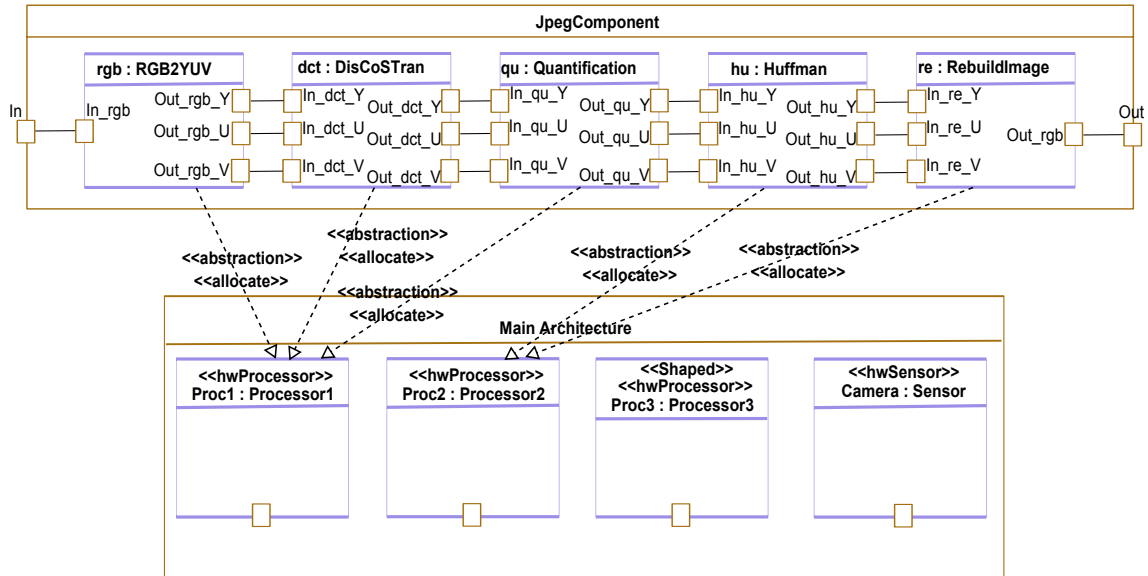 JpegComponent
rgb : RGB2YUV
dct : DisCoSTran
qu : Quantification
hu : Huffman
re : RebuildImage
In
In_rgb
Out_rgb_Y
Out_rgb_U
Out_rgb_V
In_dct_Y
In_dct_U
In_dct_V
Out_dct_Y
Out_dct_U
Out_dct_V
In_qu_Y
In_qu_U
In_qu_V
Out_qu_Y
Out_qu_U
Out_qu_V
In_hu_Y
In_hu_U
In_hu_V
Out_hu_Y
Out_hu_U
Out_hu_V
In_re_Y
In_re_U
In_re_V
Out_rgb
Out
<<abstraction>>
<<allocate>>
<<abstraction>>
<<allocate>>
<<abstraction>>
<<allocate>>
<<abstraction>>
<<allocate>>
<<abstraction>>
<<allocate>>
Main Architecture
<<hwProcessor>>
Proc1 : Processor1
<<hwProcessor>>
Proc2 : Processor2
<<Shaped>>
<<hwProcessor>>
Proc3 : Processor3
<<hwSensor>>
Camera : Sensor